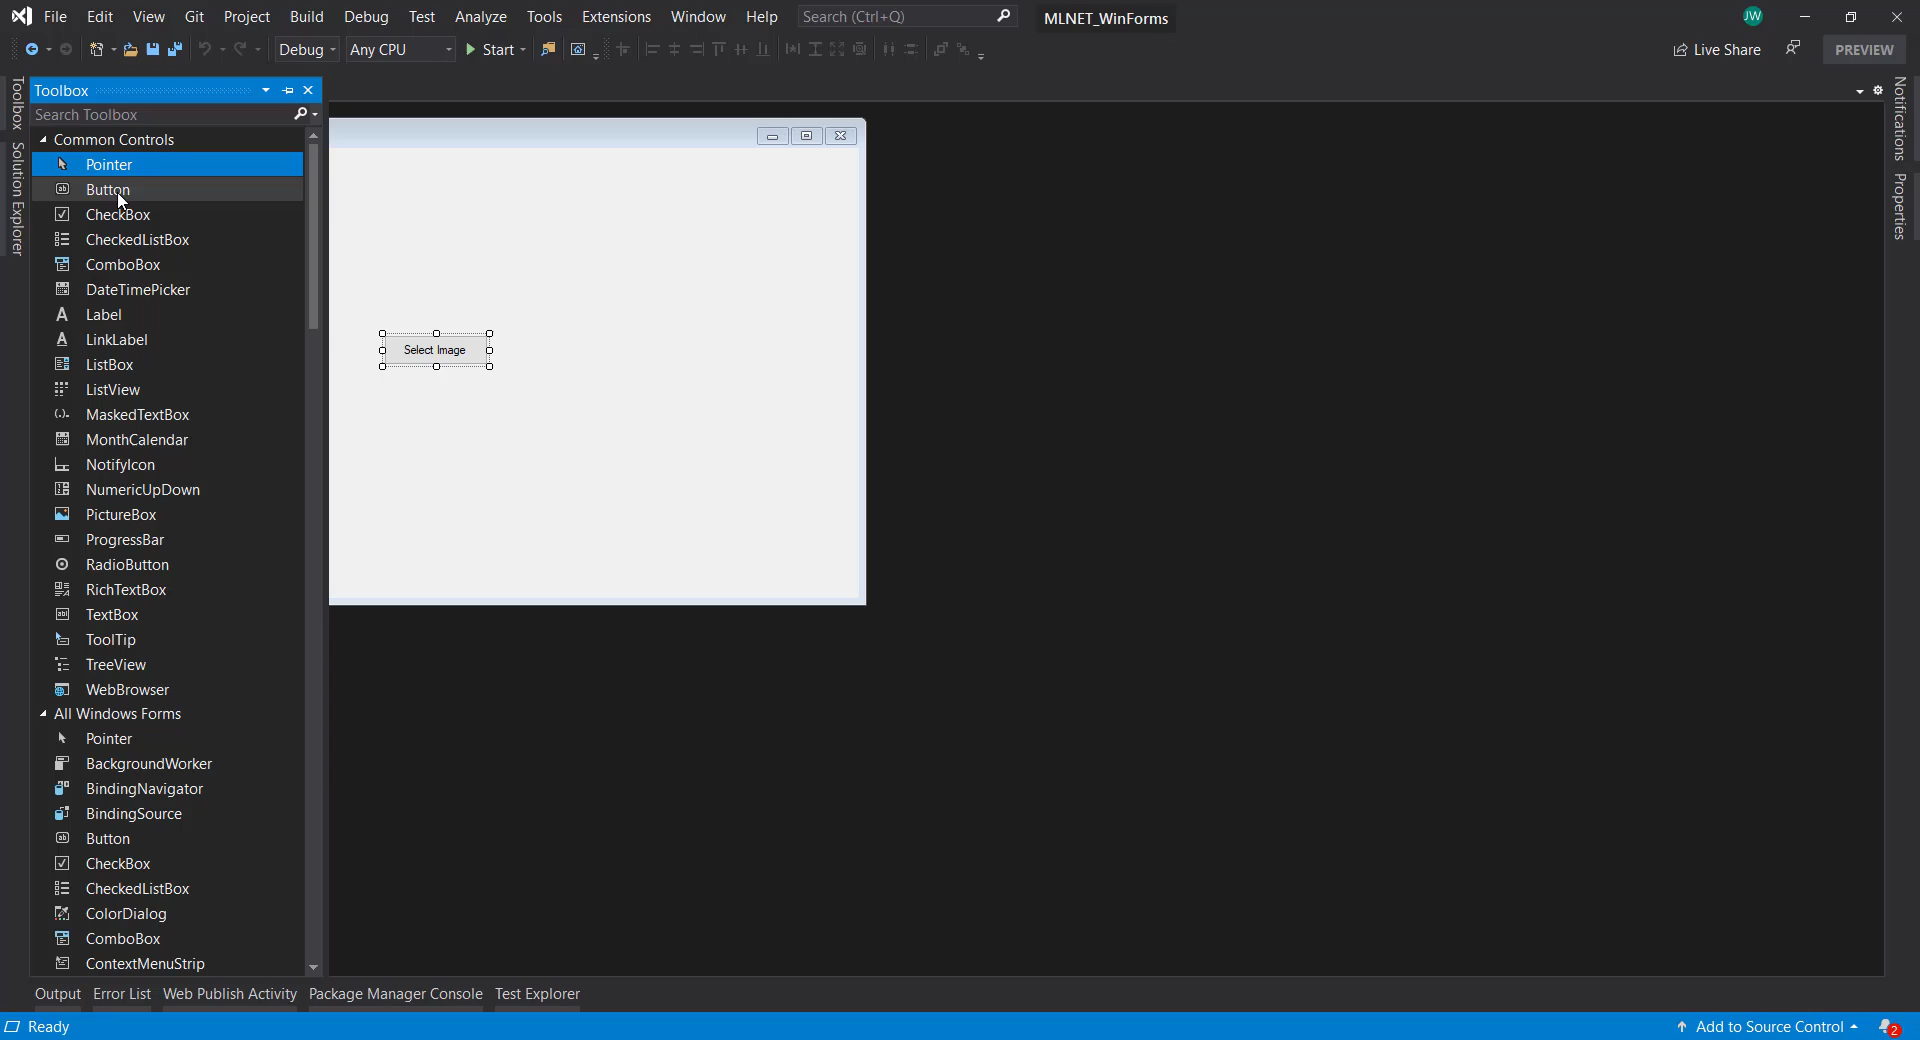 File Edit View Git Project Build Debug Test Analyze Tools Extensions Window Help Search (Ctrl+Q) MLNET_WinForms JW
Debug Any CPU Start Live Share PREVIEW
Toolbox
Solution Explorer
Toolbox
Search Toolbox
Common Controls
Pointer
Button
CheckBox
CheckedListBox
ComboBox
DateTimePicker
Label
LinkLabel
ListBox
ListView
MaskedTextBox
MonthCalendar
NotifyIcon
NumericUpDown
PictureBox
ProgressBar
RadioButton
RichTextBox
TextBox
ToolTip
TreeView
WebBrowser
All Windows Forms
Pointer
BackgroundWorker
BindingNavigator
BindingSource
Button
CheckBox
CheckedListBox
ColorDialog
ComboBox
ContextMenuStrip
Select Image
Notifications
Properties
Output Error List Web Publish Activity Package Manager Console Test Explorer
Ready Add to Source Control 2